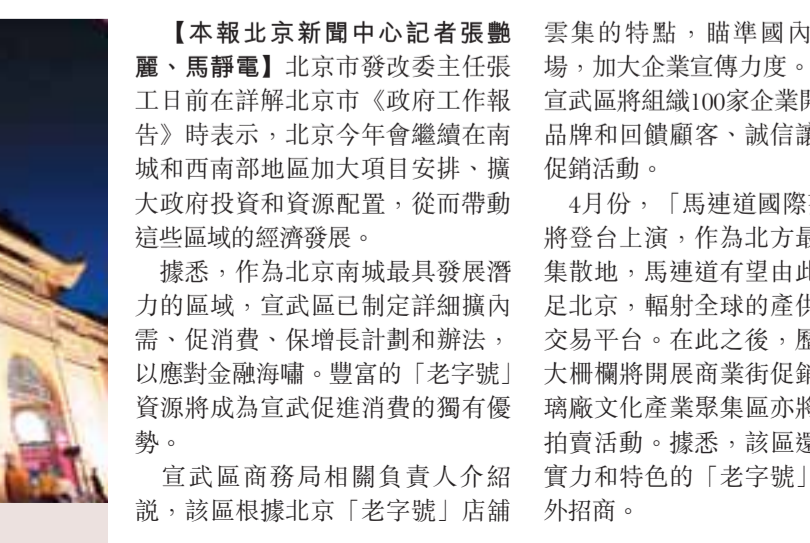 【本報北京新聞中心記者張艷
麗、馬靜電】北京市發改委主任張
工日前在詳解北京市《政府工作報
告》時表示，北京今年會繼續在南
城和西南部地區加大項目安排、擴
大政府投資和資源配置，從而帶動
這些區域的經濟發展。
據悉，作為北京南城最具發展潛
力的區域，宣武區已制定詳細擴內
需、促消費、保增長計劃和辦法，
以應對金融海嘯。豐富的「老字號」
資源將成為宣武促進消費的獨有優
勢。
宣武區商務局相關負責人介紹
説，該區根據北京「老字號」店舖
雲集的特點，瞄準國內
場，加大企業宣傳力度。
宣武區將組織100家企業開
品牌和回饋顧客、誠信讓
促銷活動。
4月份，「馬連道國際
將登台上演，作為北方最
集散地，馬連道有望由此
足北京，輻射全球的產供
交易平台。在此之後，歷
大柵欄將開展商業街促銷
璃廠文化產業聚集區亦將
拍賣活動。據悉，該區還
實力和特色的「老字號」
外招商。